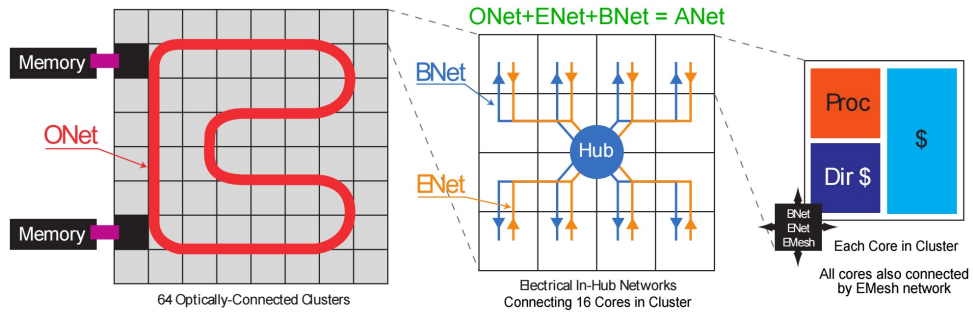 Memory
ONet
Memory
64 Optically-Connected Clusters
ONet+ENet+BNet = ANet
BNet
Hub
ENet
Electrical In-Hub Networks
Connecting 16 Cores in Cluster
Proc
$
Dir $
BNet
ENet
EMesh
Each Core in Cluster
All cores also connected
by EMesh network